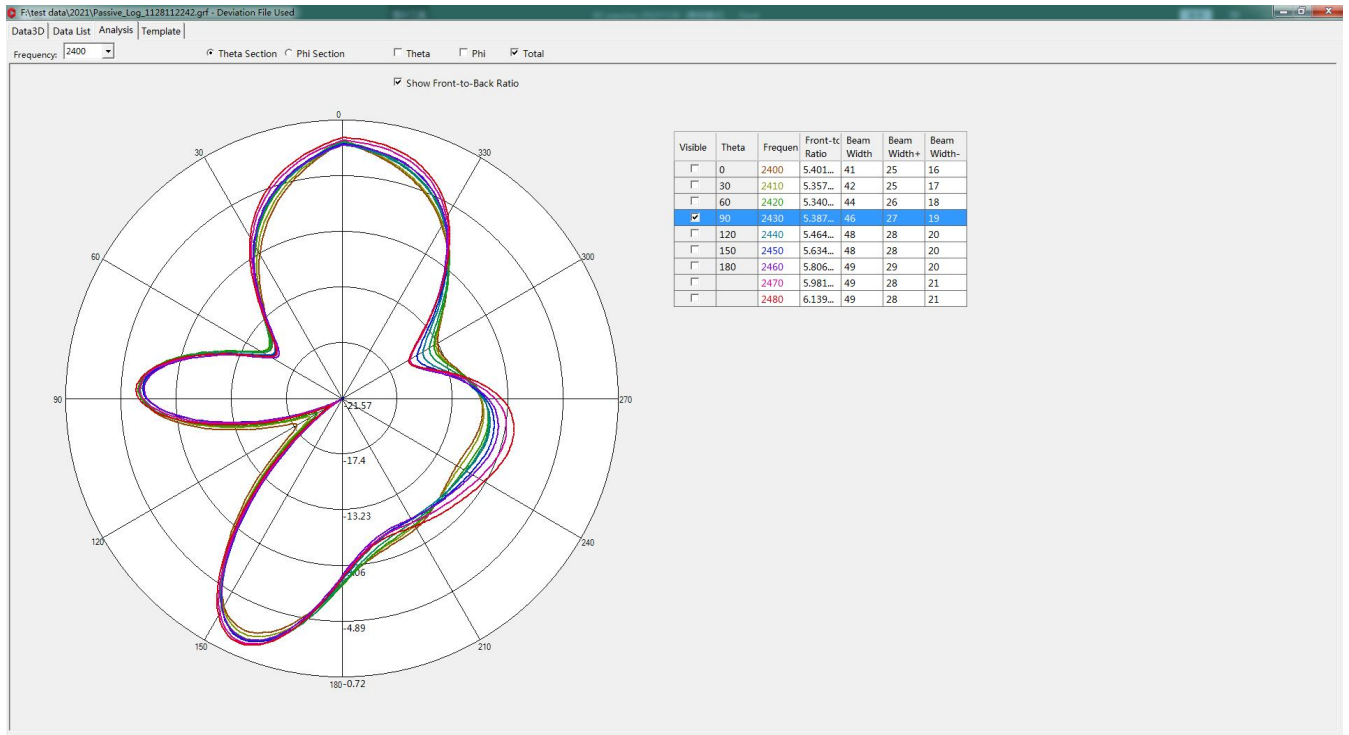 F:\test data\2021\Passive_Log_1128112242.grf - Deviation File Used
Data3D Data List Analysis Template
Frequency: 2400 Theta Section Phi Section Theta Phi Total
Show Front-to-Back Ratio
0
30
330
60
300
90
270
120
240
150
210
180
-21.57
-17.4
-13.23
-4.89
-0.72
Visible Theta Frequen Front-tc Ratio Beam Width Beam Width+ Beam Width-
0 2400 5.401... 41 25 16
30 2410 5.357... 42 25 17
60 2420 5.340... 44 26 18
90 2430 5.387... 46 27 19
120 2440 5.464... 48 28 20
150 2450 5.634... 48 28 20
180 2460 5.806... 49 29 20
2470 5.981... 49 28 21
2480 6.139... 49 28 21